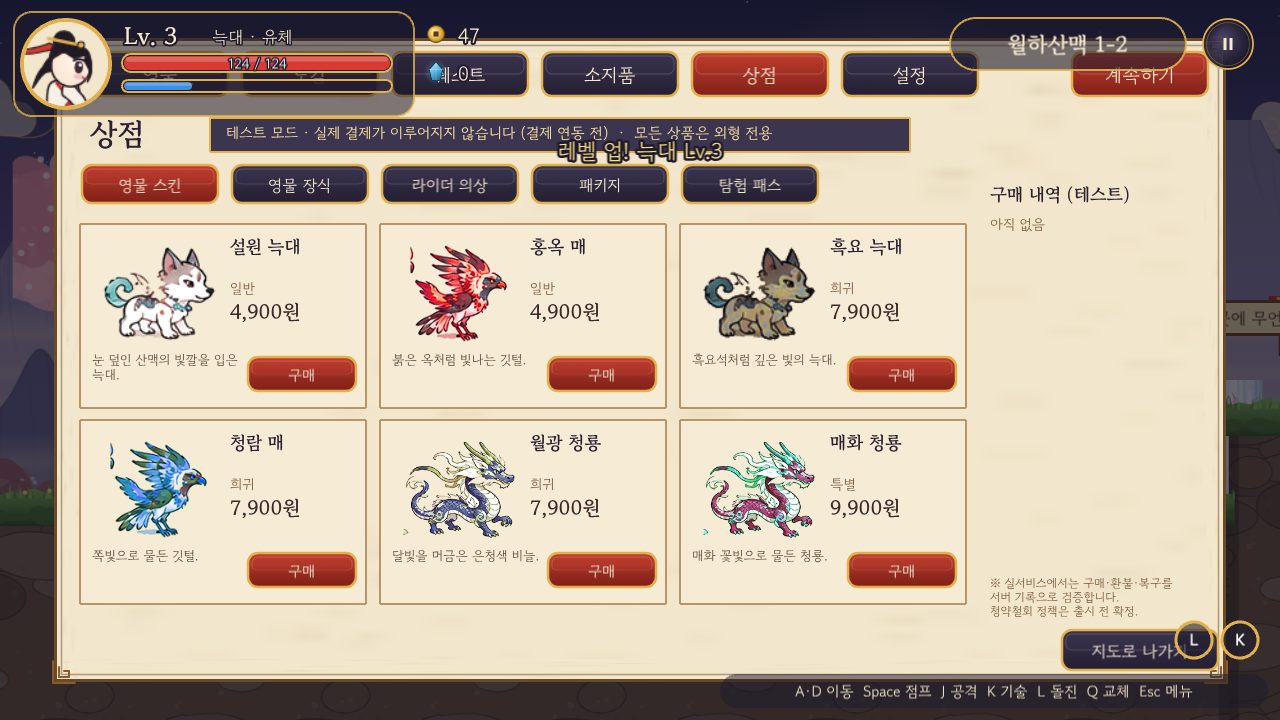 Lv. 3
늑대 · 유체
124 / 124
47
0
월하산맥 1-2
소지품
상점
설정
계속하기
상점
테스트 모드 · 실제 결제가 이루어지지 않습니다 (결제 연동 전) · 모든 상품은 외형 전용
레벨 업! 늑대 Lv.3
영물 스킨
영물 장식
라이더 의상
패키지
탐험 패스
구매 내역 (테스트)
아직 없음
설원 늑대
일반
4,900원
눈 덮인 산맥의 빛깔을 입은
늑대.
구매
홍옥 매
일반
4,900원
붉은 옥처럼 빛나는 깃털.
구매
흑요 늑대
희귀
7,900원
흑요석처럼 깊은 빛의 늑대.
구매
청람 매
희귀
7,900원
쪽빛으로 물든 깃털.
구매
월광 청룡
희귀
7,900원
달빛을 머금은 은청색 비늘.
구매
매화 청룡
특별
9,900원
매화 꽃빛으로 물든 청룡.
구매
※ 실서비스에서는 구매·환불·복구를
서버 기록으로 검증합니다.
청약철회 정책은 출시 전 확정.
지도로 나가기
L
K
A·D 이동 Space 점프 J 공격 K 기술 L 돌진 Q 교체 Esc 메뉴